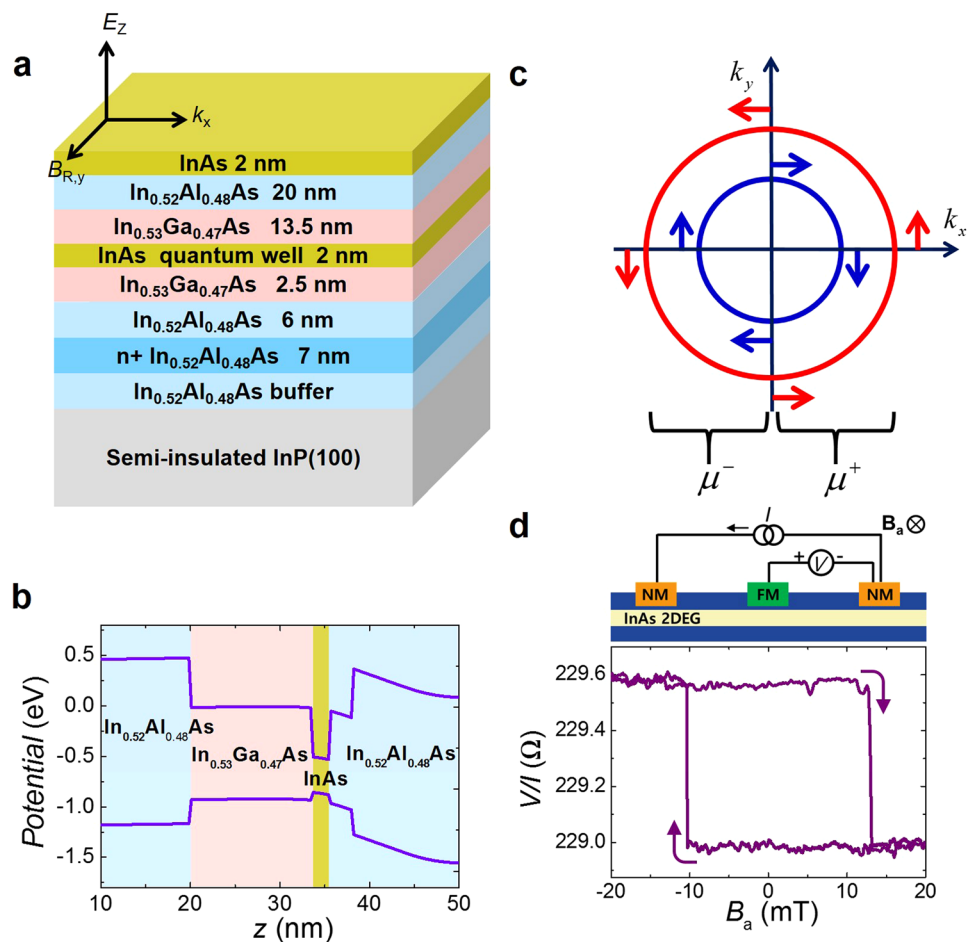 a
E_Z
k_x
B_R,y
InAs 2 nm
In0.52Al0.48As 20 nm
In0.53Ga0.47As 13.5 nm
InAs quantum well 2 nm
In0.53Ga0.47As 2.5 nm
In0.52Al0.48As 6 nm
n+ In0.52Al0.48As 7 nm
In0.52Al0.48As buffer
Semi-insulated InP(100)
b
Potential (eV)
0.5
0.0
-0.5
-1.0
-1.5
In0.52Al0.48As
In0.53Ga0.47As
InAs
In0.52Al0.48As
10 20 30 40 50
z (nm)
c
k_y
k_x
μ⁻ μ⁺
d
I
B_a
+ V -
NM FM NM
InAs 2DEG
V/I (Ω)
229.6
229.4
229.2
229.0
-20 -10 0 10 20
B_a (mT)